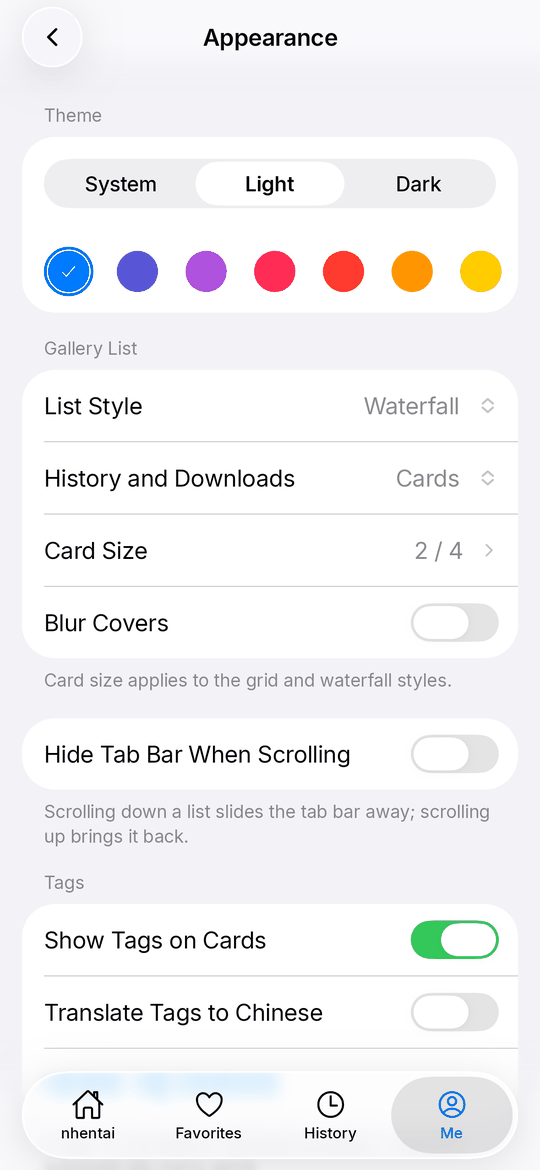 Appearance
Theme
System
Light
Dark
Gallery List
List Style
Waterfall
History and Downloads
Cards
Card Size
2 / 4
Blur Covers
Card size applies to the grid and waterfall styles.
Hide Tab Bar When Scrolling
Scrolling down a list slides the tab bar away; scrolling
up brings it back.
Tags
Show Tags on Cards
Translate Tags to Chinese
nhentai
Favorites
History
Me